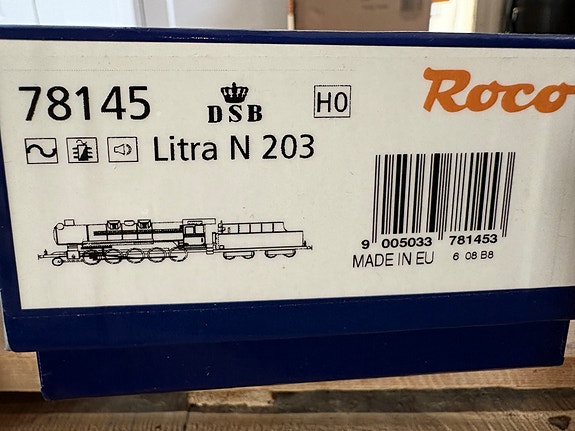 78145
DSB
H0
Roco
Litra N 203
9 005033 781453
MADE IN EU 6 08 B8